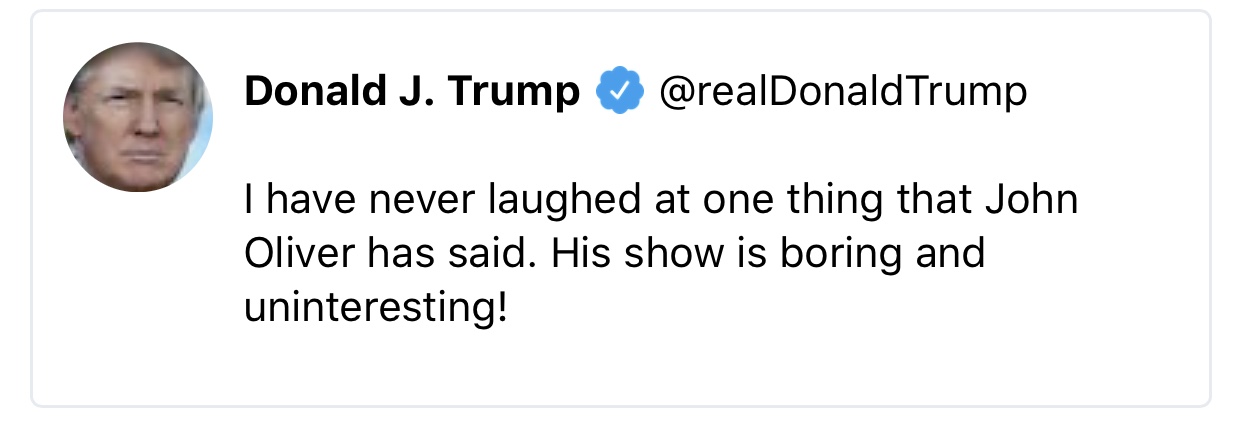 Donald J. Trump @realDonaldTrump
I have never laughed at one thing that John
Oliver has said. His show is boring and
uninteresting!